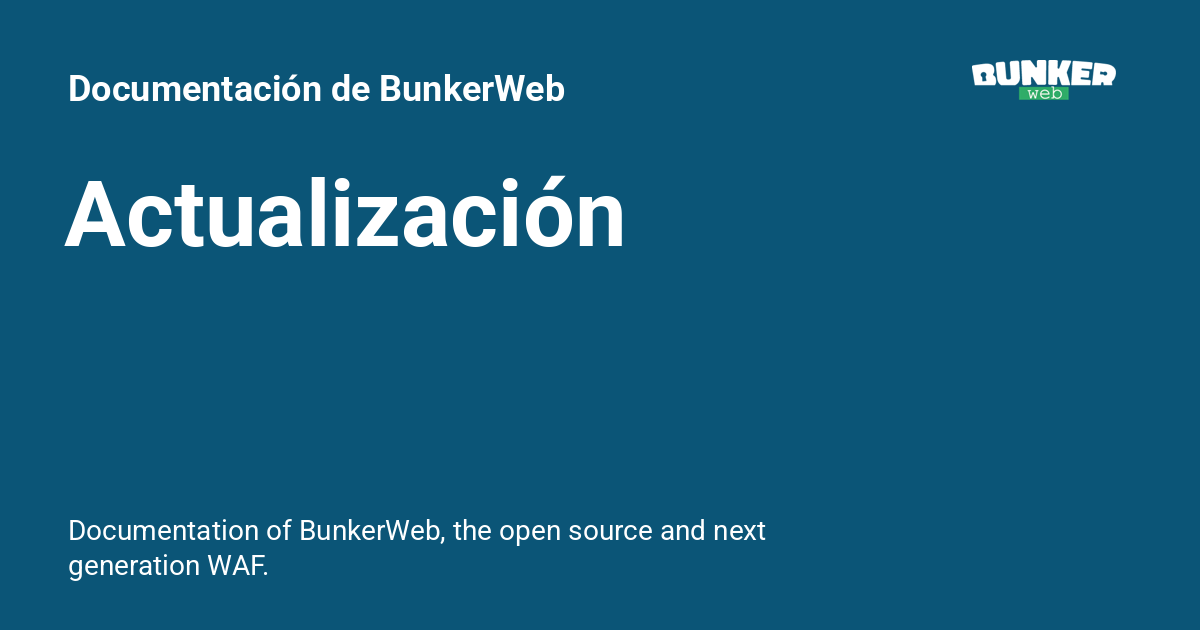 Documentación de BunkerWeb
BUNKER
web
Actualización
Documentation of BunkerWeb, the open source and next
generation WAF.